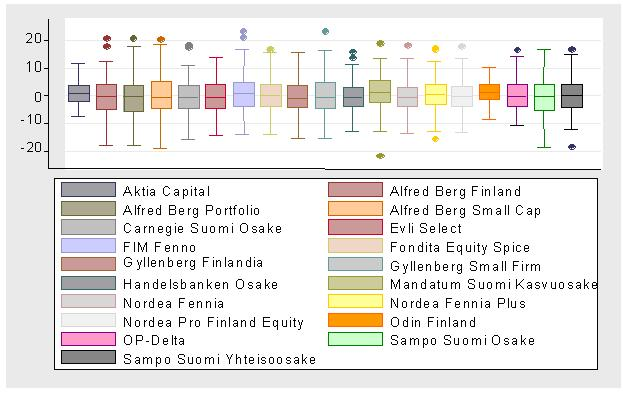 20
10
0
-10
-20
Aktia Capital
Alfred Berg Finland
Alfred Berg Portfolio
Alfred Berg Small Cap
Carnegie Suomi Osake
Evli Select
FIM Fenno
Fondita Equity Spice
Gyllenberg Finlandia
Gyllenberg Small Firm
Handelsbanken Osake
Mandatum Suomi Kasvuosake
Nordea Fennia
Nordea Fennia Plus
Nordea Pro Finland Equity
Odin Finland
OP-Delta
Sampo Suomi Osake
Sampo Suomi Yhteisoosake